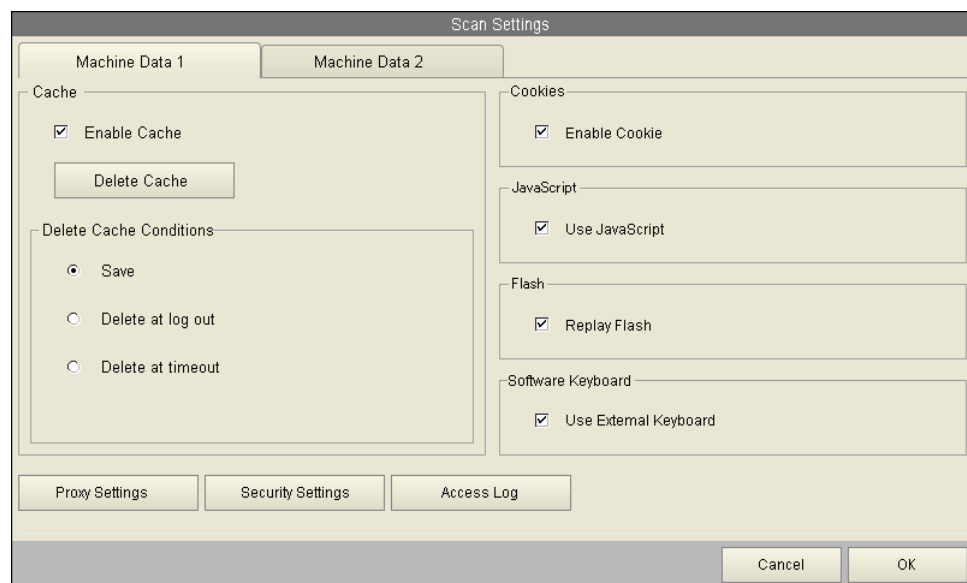 Scan Settings
Machine Data 1
Machine Data 2
Cache
Enable Cache
Delete Cache
Delete Cache Conditions
Save
Delete at log out
Delete at timeout
Cookies
Enable Cookie
JavaScript
Use JavaScript
Flash
Replay Flash
Software Keyboard
Use External Keyboard
Proxy Settings
Security Settings
Access Log
Cancel
OK